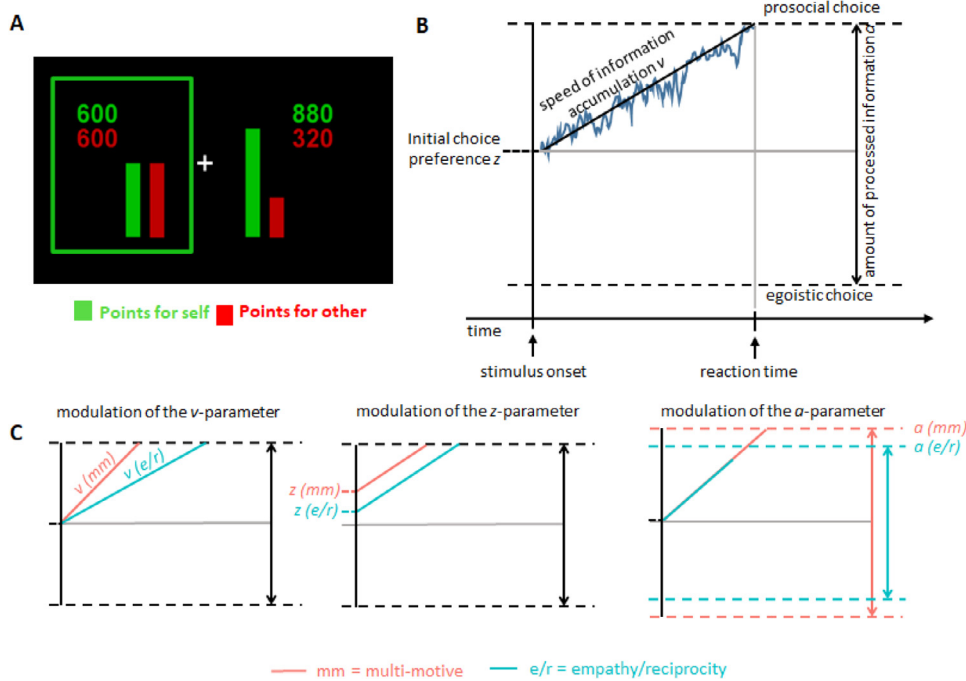 A
600
600
+
880
320
Points for self
Points for other
B
prosocial choice
speed of information
accumulation v
Initial choice
preference z
amount of processed information a
egoistic choice
time
stimulus onset
reaction time
C
modulation of the v-parameter
v (mm)
v (e/r)
modulation of the z-parameter
z (mm)
z (e/r)
modulation of the a-parameter
a (mm)
a (e/r)
mm = multi-motive
e/r = empathy/reciprocity